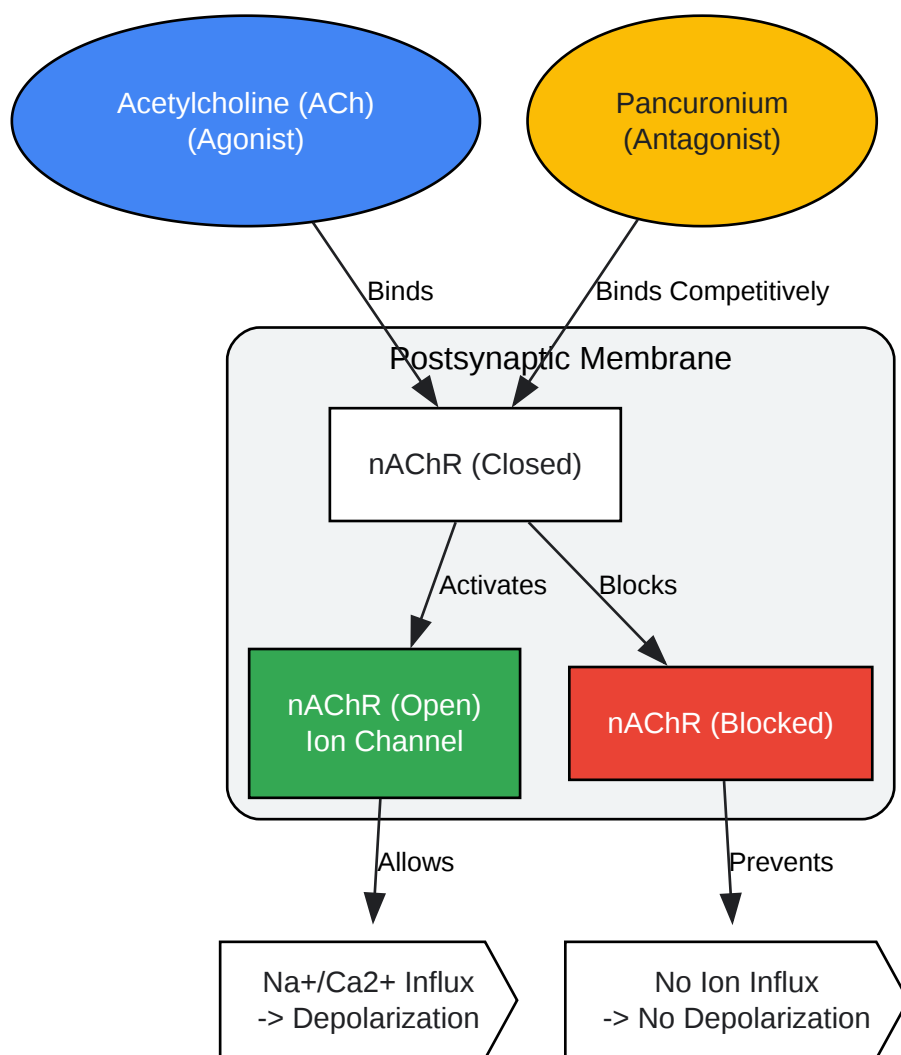 Acetylcholine (ACh)
(Agonist)
Pancuronium
(Antagonist)
Binds
Binds Competitively
Postsynaptic Membrane
nAChR (Closed)
Activates
Blocks
nAChR (Open)
Ion Channel
nAChR (Blocked)
Allows
Prevents
Na+/Ca2+ Influx
-> Depolarization
No Ion Influx
-> No Depolarization